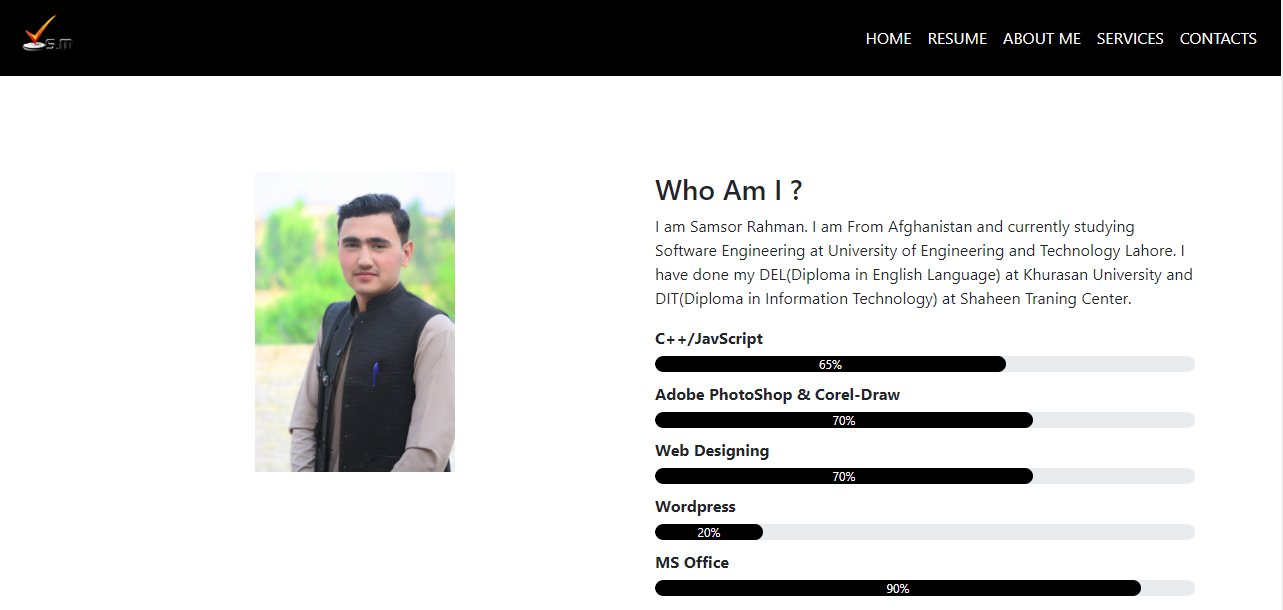 S.M
HOME RESUME ABOUT ME SERVICES CONTACTS
Who Am I ?
I am Samsor Rahman. I am From Afghanistan and currently studying
Software Engineering at University of Engineering and Technology Lahore. I
have done my DEL(Diploma in English Language) at Khurasan University and
DIT(Diploma in Information Technology) at Shaheen Traning Center.
C++/JavScript
65%
Adobe PhotoShop & Corel-Draw
70%
Web Designing
70%
Wordpress
20%
MS Office
90%